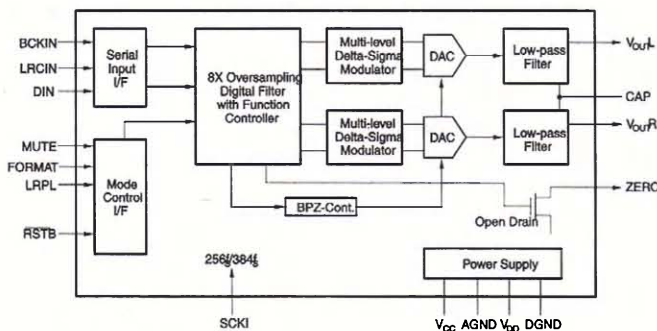 BCKIN
LRCIN
DIN
MUTE
FORMAT
LRPL
RSTB
Serial
Input
I/F
Mode
Control
I/F
8X Oversampling
Digital Filter
with Function
Controller
Multi-level
Delta-Sigma
Modulator
Multi-level
Delta-Sigma
Modulator
DAC
DAC
Low-pass
Filter
Low-pass
Filter
VOUTL
CAP
VOUTR
ZERO
BPZ-Cont.
Open Drain
256fs/384fs
SCKI
Power Supply
VCC AGND VDD DGND